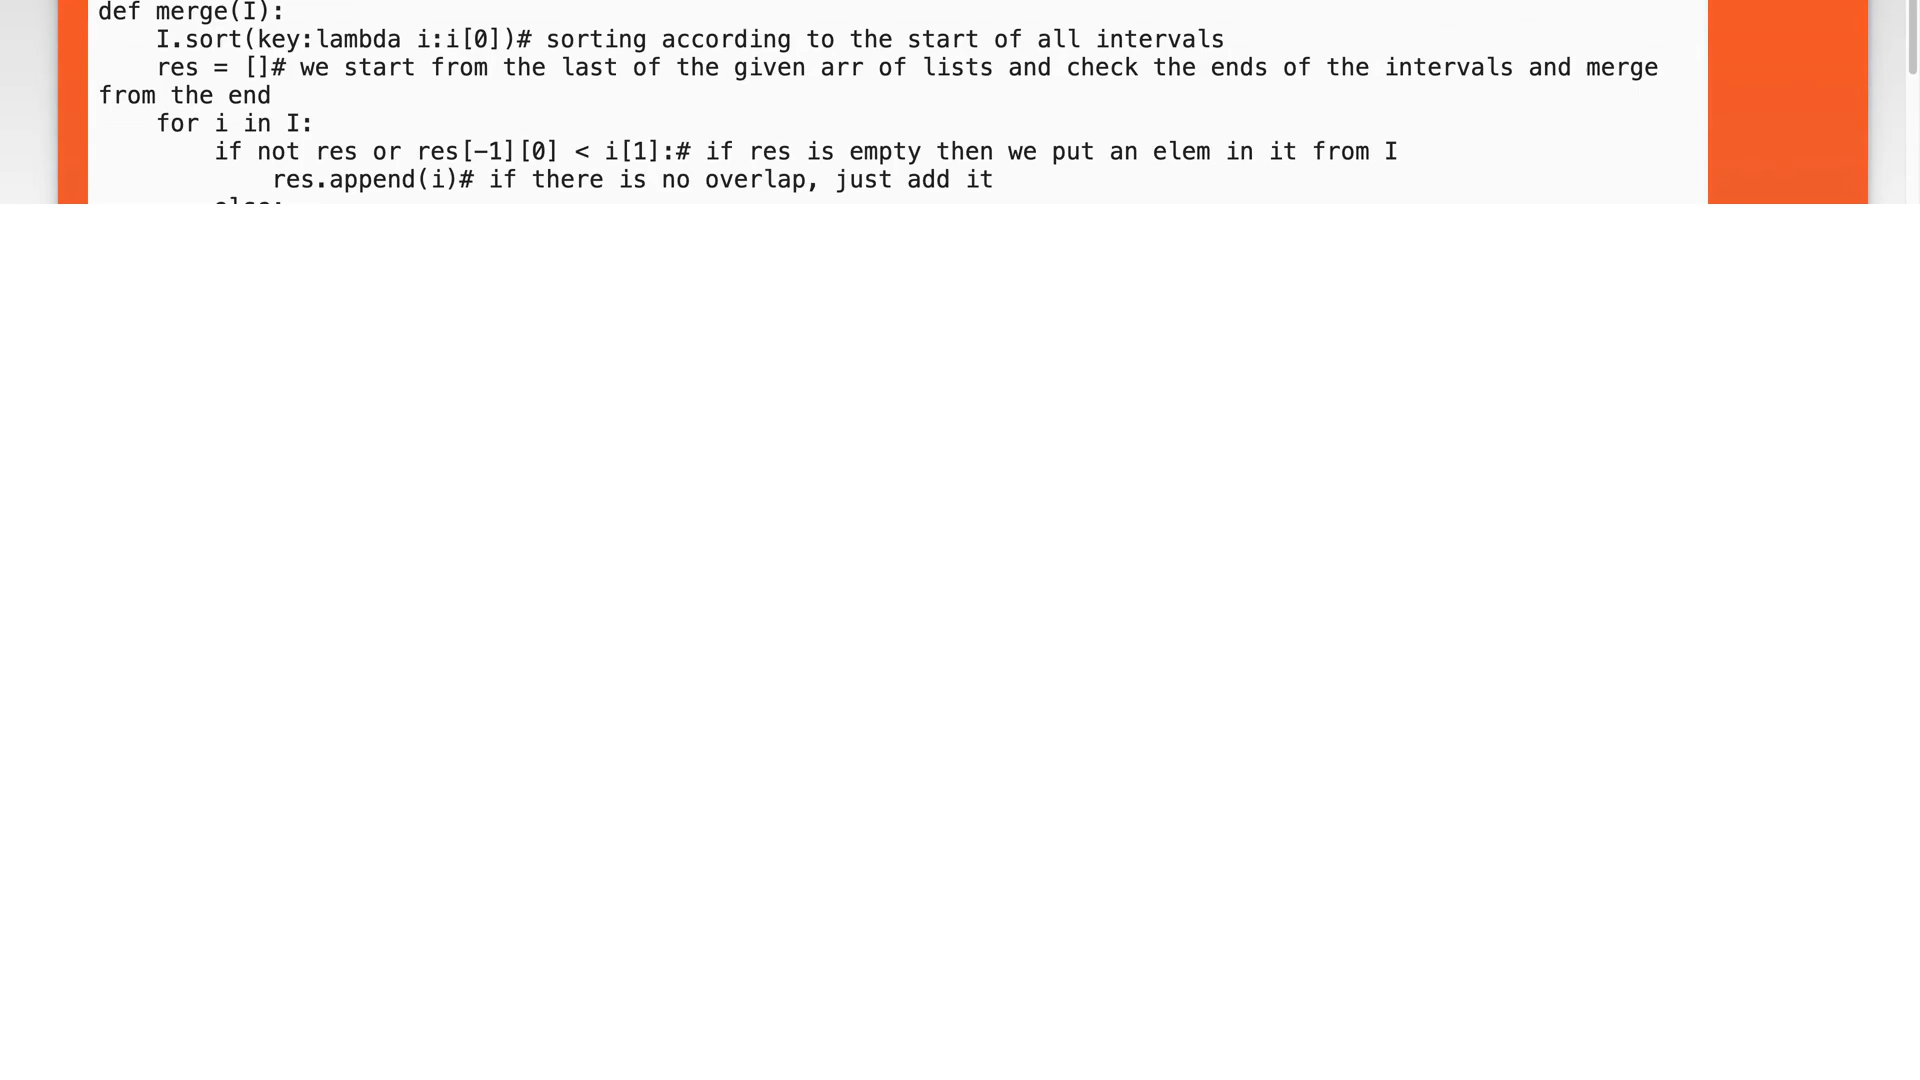 def merge(I):
    I.sort(key:lambda i:i[0])# sorting according to the start of all intervals
    res = []# we start from the last of the given arr of lists and check the ends of the intervals and merge
from the end
    for i in I:
        if not res or res[−1][0] < i[1]:# if res is empty then we put an elem in it from I
            res.append(i)# if there is no overlap, just add it
        else: